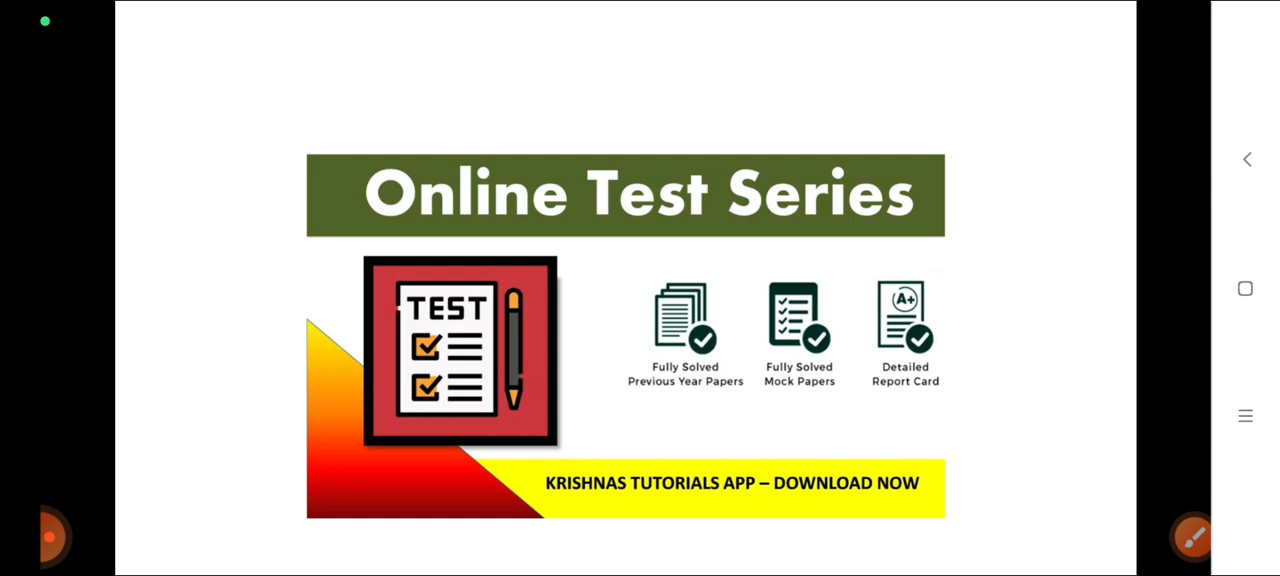 Online Test Series
TEST
A+
Fully Solved
Previous Year Papers
Fully Solved
Mock Papers
Detailed
Report Card
KRISHNAS TUTORIALS APP – DOWNLOAD NOW